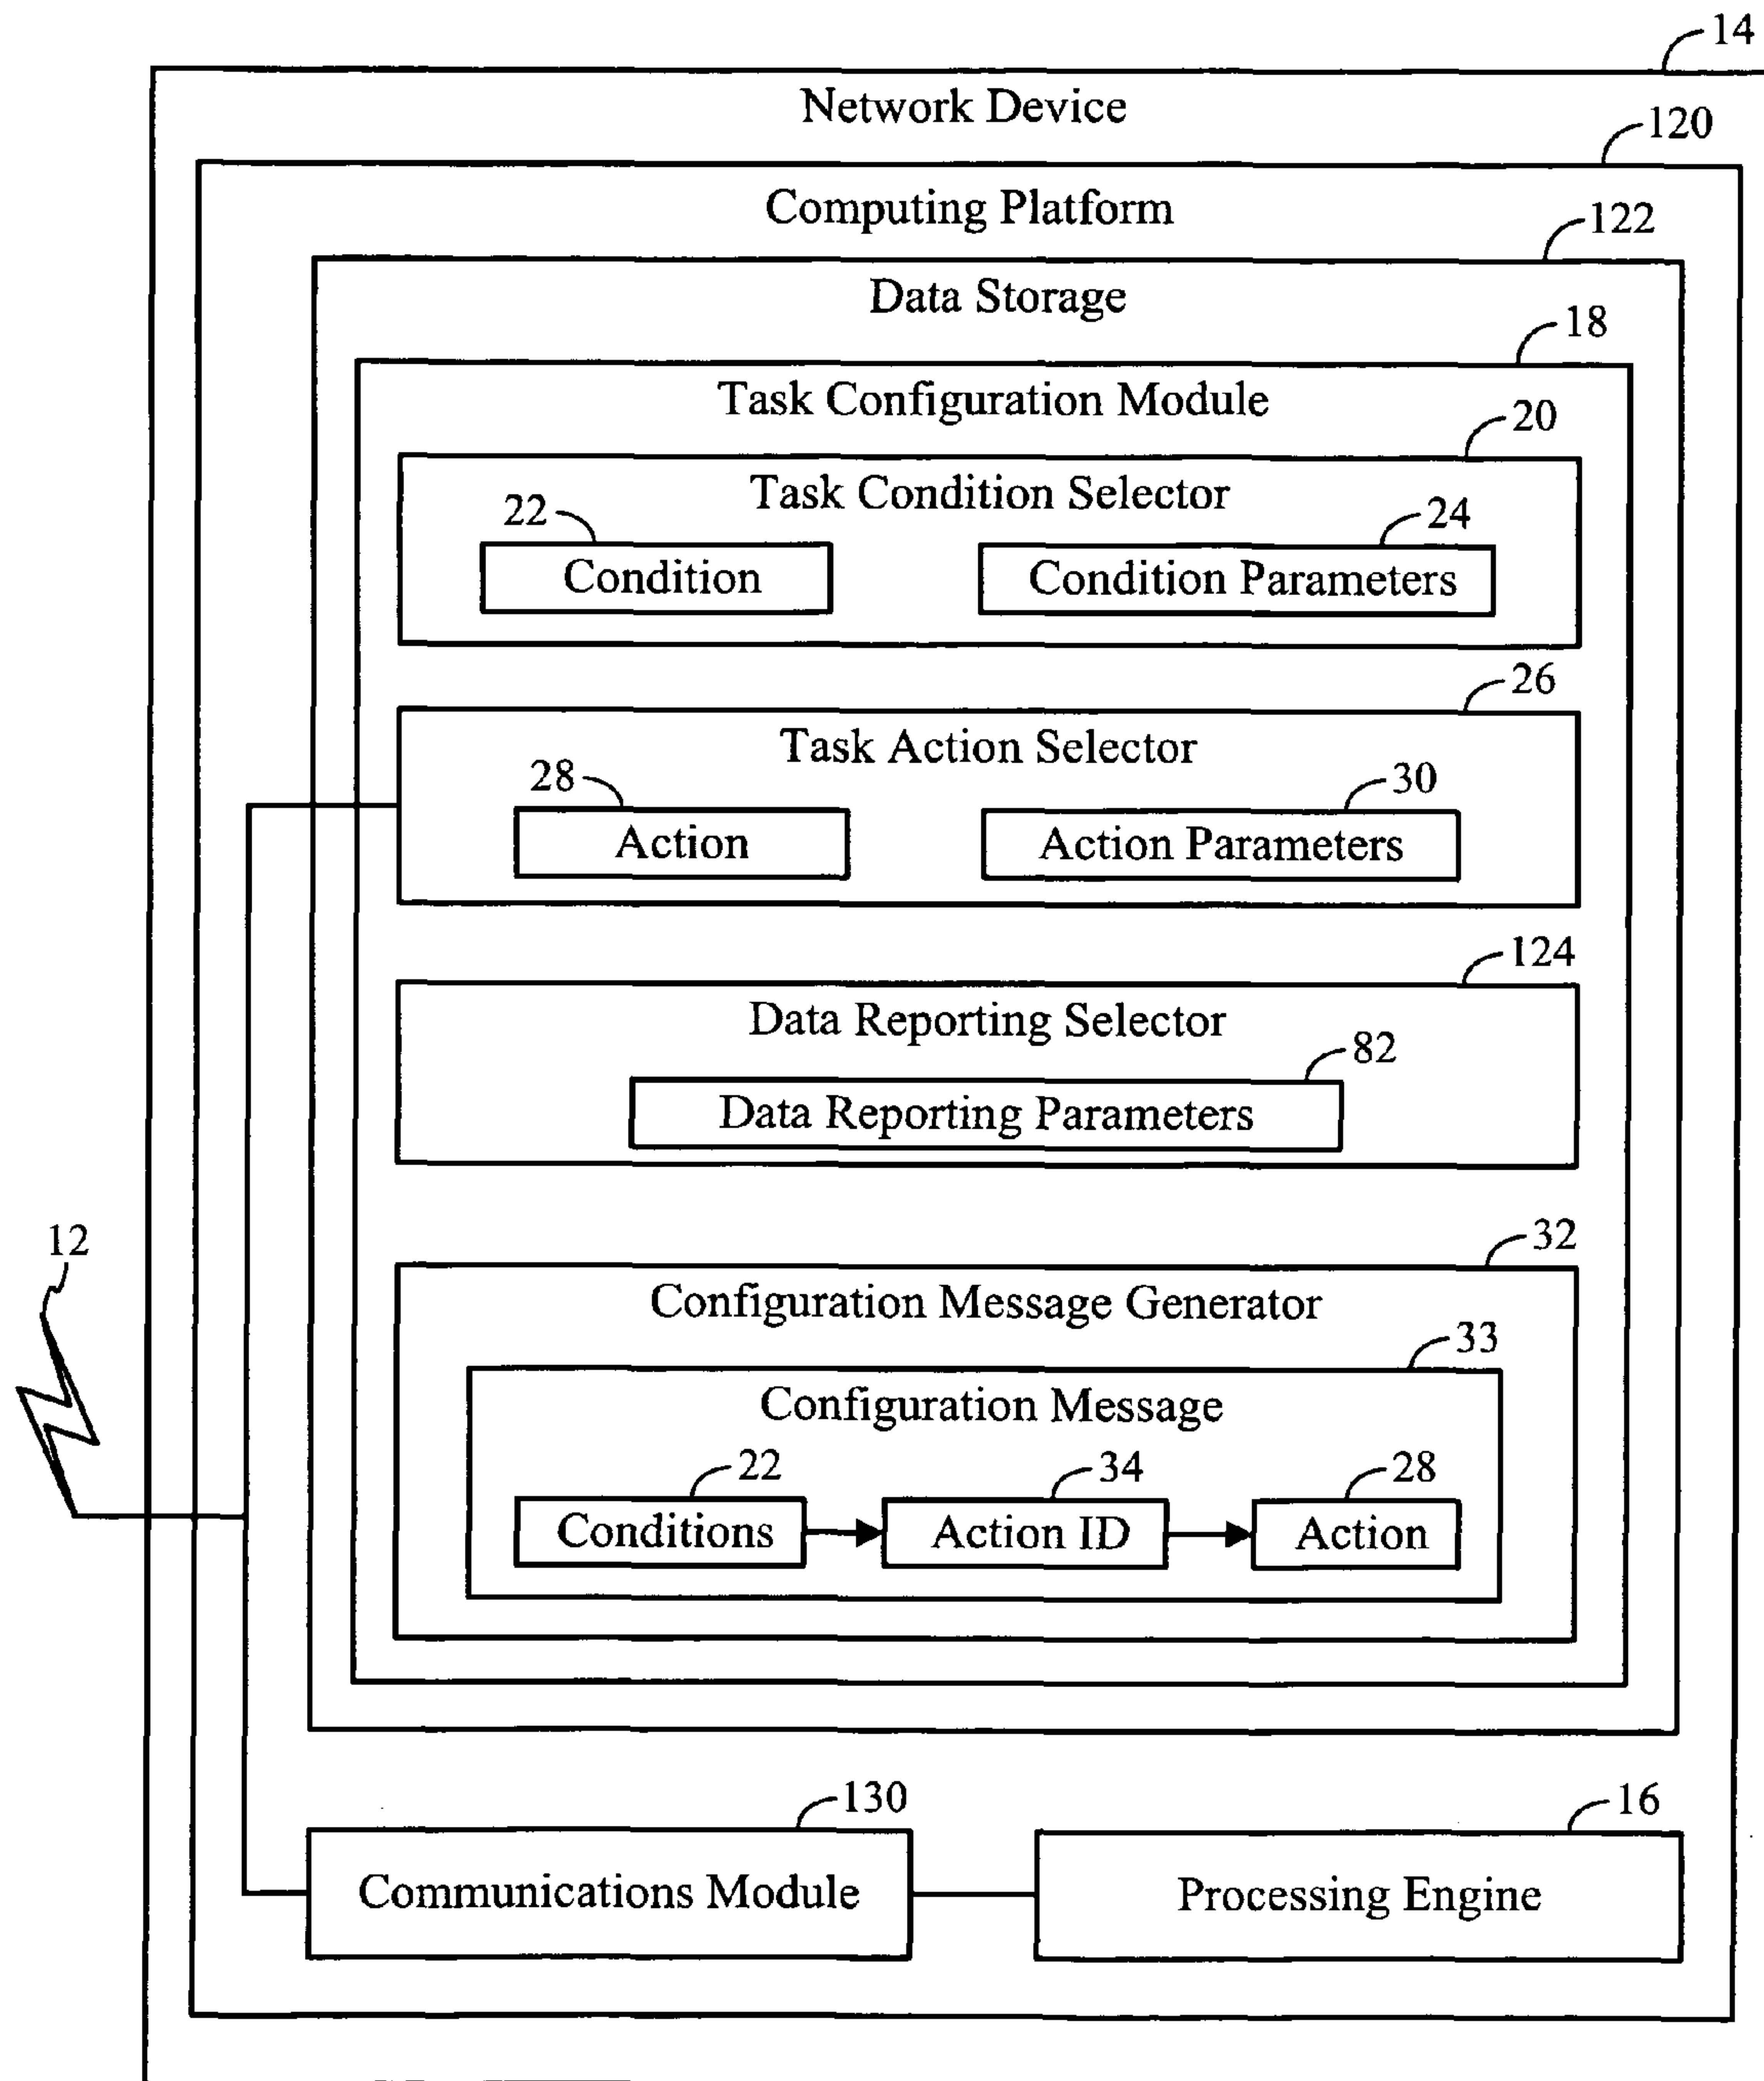 14
Network Device
120
Computing Platform
122
Data Storage
18
Task Configuration Module
20
Task Condition Selector
22
24
Condition
Condition Parameters
26
Task Action Selector
28
30
Action
Action Parameters
124
Data Reporting Selector
82
Data Reporting Parameters
12
32
Configuration Message Generator
33
Configuration Message
22
34
28
Conditions
Action ID
Action
130
16
Communications Module
Processing Engine